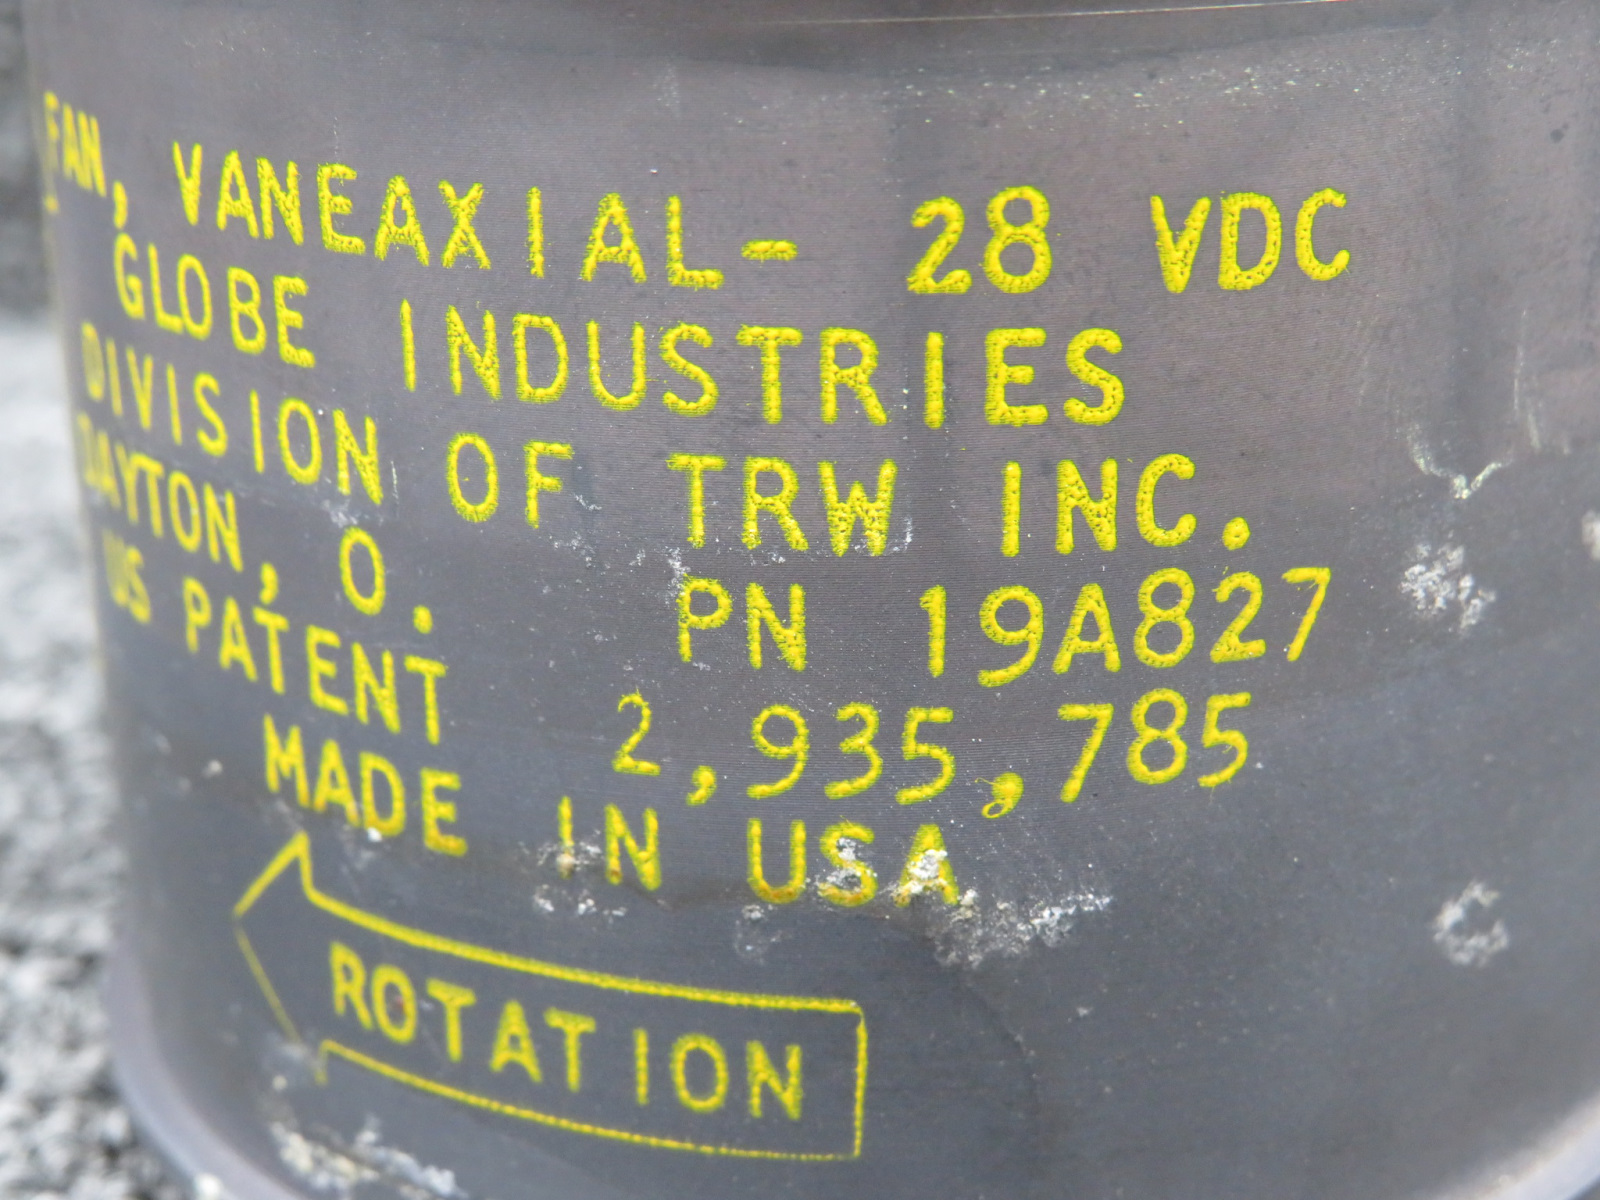 FAN, VANEAXIAL- 28 VDC
GLOBE INDUSTRIES
DIVISION OF TRW INC.
DAYTON, O. PN 19A827
US PATENT 2,935,785
MADE IN USA
ROTATION